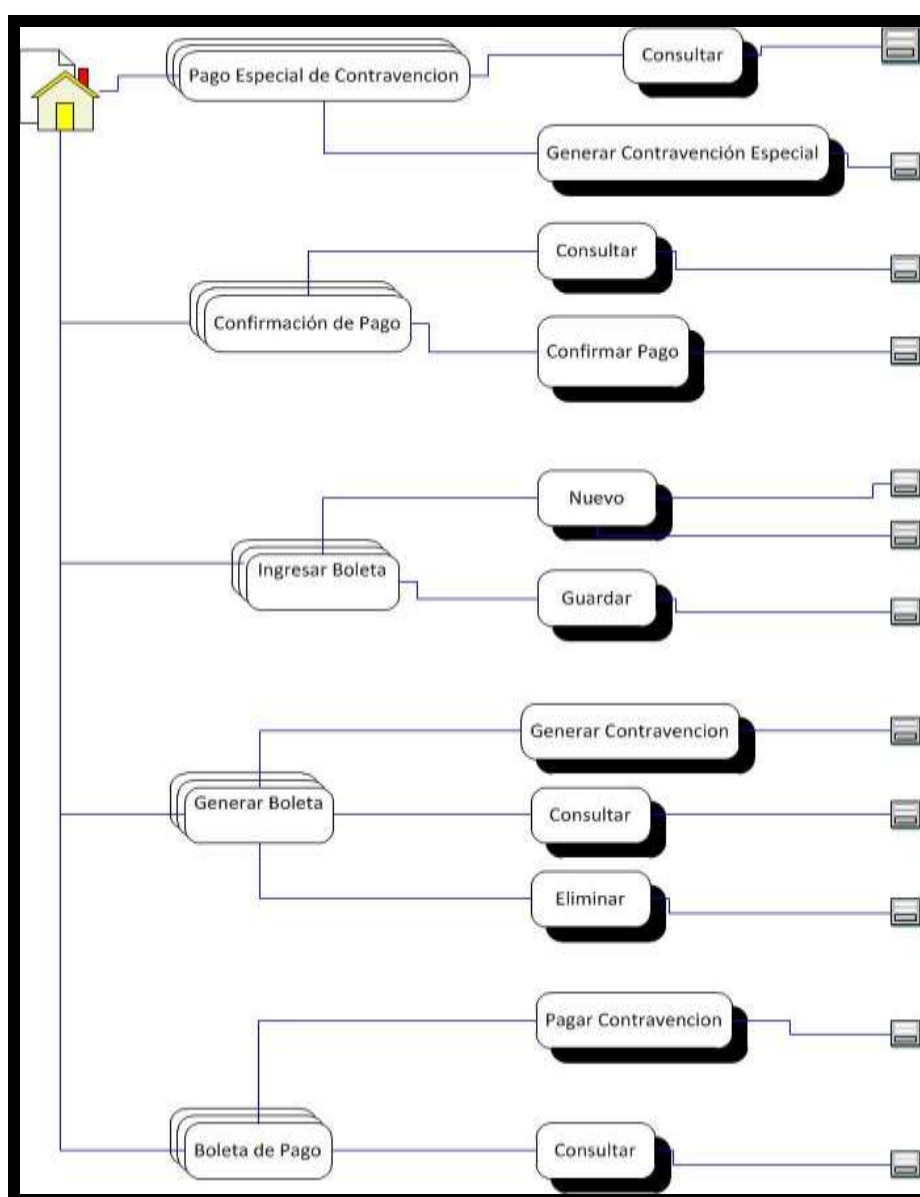 Pago Especial de Contravencion
Consultar
Generar Contravención Especial
Consultar
Confirmación de Pago
Confirmar Pago
Nuevo
Ingresar Boleta
Guardar
Generar Contravencion
Generar Boleta
Consultar
Eliminar
Pagar Contravencion
Boleta de Pago
Consultar